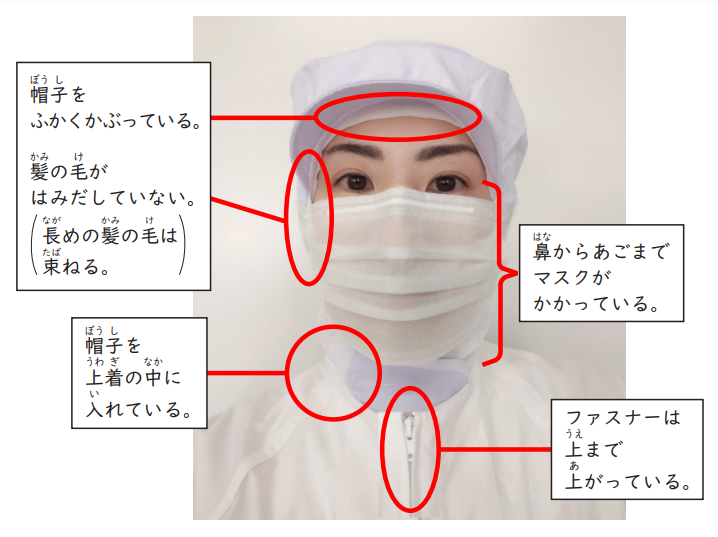 帽子を
ふかくかぶっている。
髪の毛が
はみだしていない。
（長めの髪の毛は
束ねる。）
帽子を
上着の中に
入れている。
鼻からあごまで
マスクが
かかっている。
ファスナーは
上まで
上がっている。